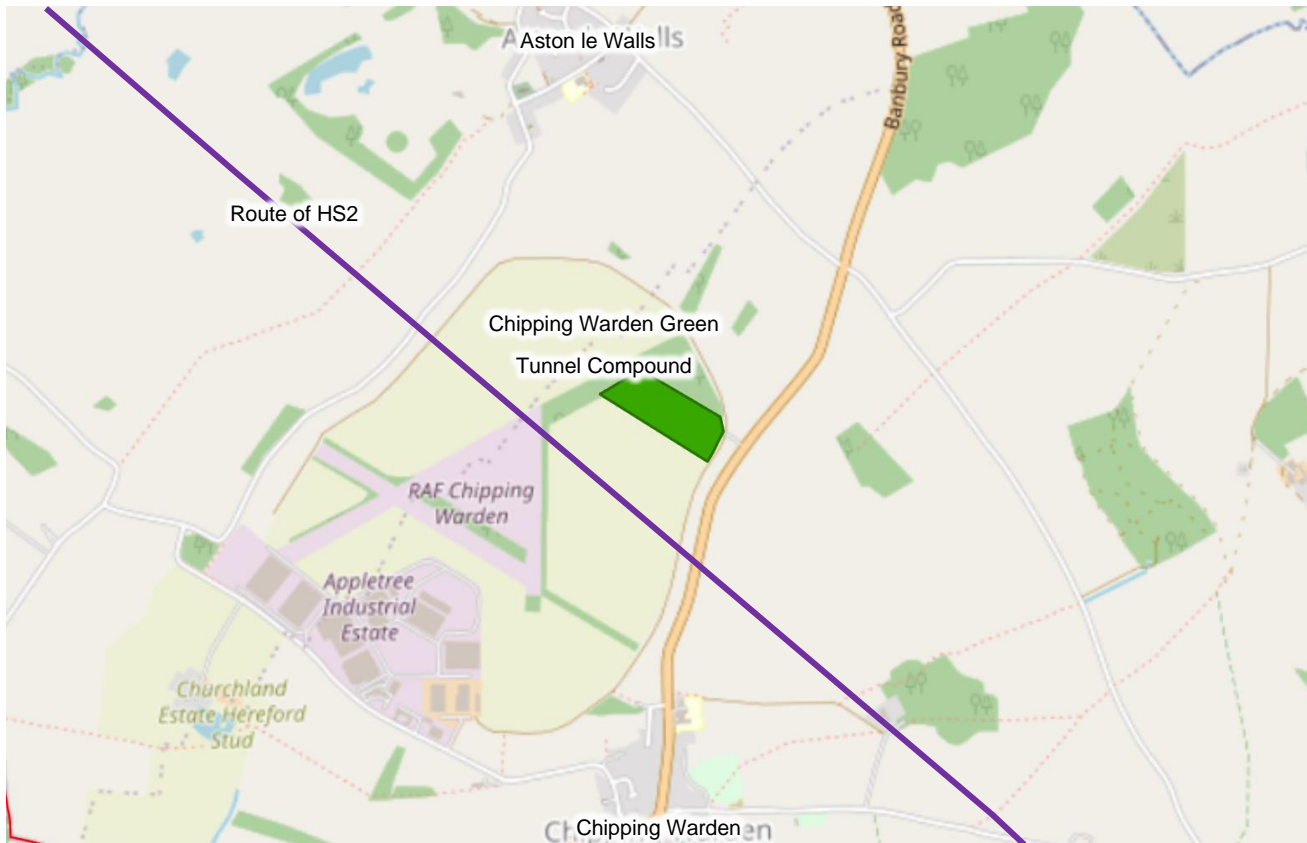 Aston le Walls
Banbury Road
Route of HS2
Chipping Warden Green
Tunnel Compound
RAF Chipping
Warden
Appletree
Industrial
Estate
Churchland
Estate Hereford
Stud
Chipping Warden